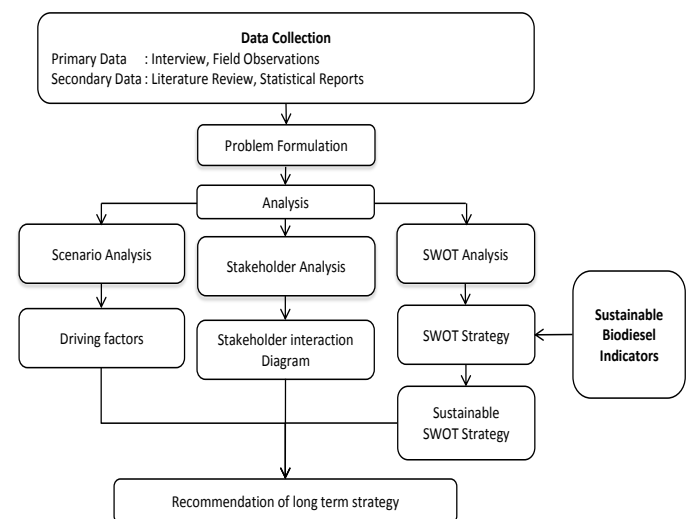 Data Collection
Primary Data : Interview, Field Observations
Secondary Data : Literature Review, Statistical Reports
Problem Formulation
Analysis
Scenario Analysis
Stakeholder Analysis
SWOT Analysis
Driving factors
Stakeholder interaction
Diagram
SWOT Strategy
Sustainable
Biodiesel
Indicators
Sustainable
SWOT Strategy
Recommendation of long term strategy